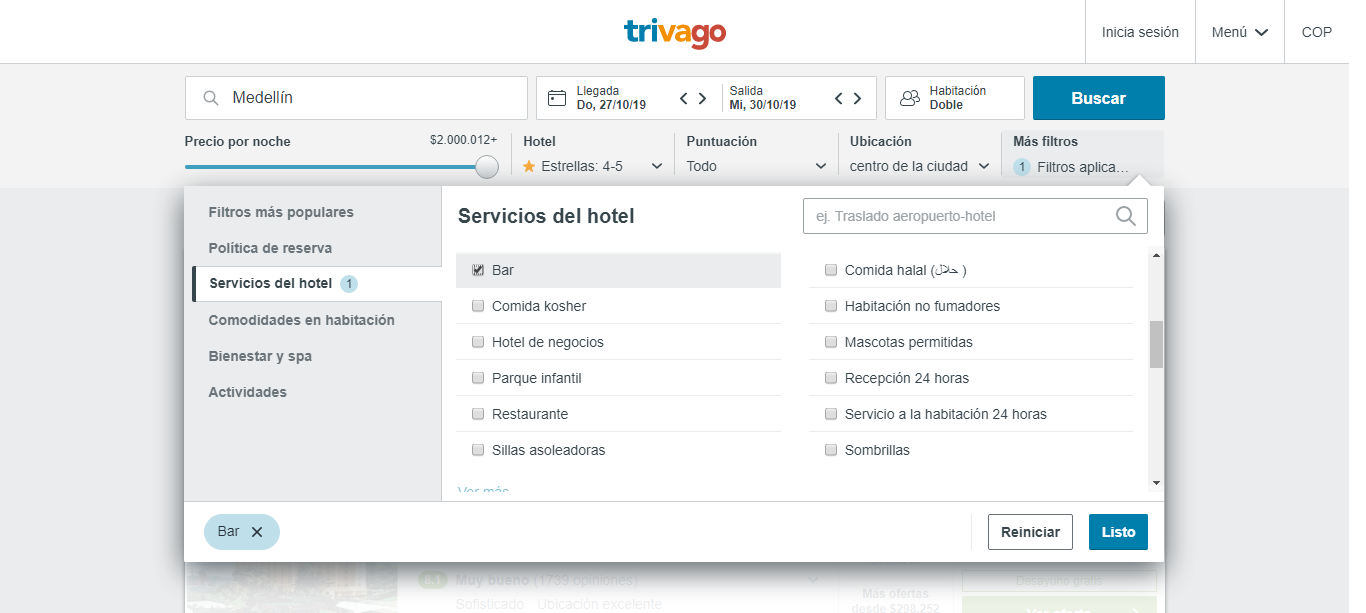 trivago
Inicia sesión
Menú
COP
Medellín
Llegada
Do, 27/10/19
Salida
Mi, 30/10/19
Habitación
Doble
Buscar
Precio por noche
$2.000.012+
Hotel
Estrellas: 4-5
Puntuación
Todo
Ubicación
centro de la ciudad
Más filtros
1 Filtros aplica...
Filtros más populares
Política de reserva
Servicios del hotel 1
Comodidades en habitación
Bienestar y spa
Actividades
Servicios del hotel
ej. Traslado aeropuerto-hotel
Bar
Comida kosher
Hotel de negocios
Parque infantil
Restaurante
Sillas asoleadoras
Ver más
Comida halal (حلال )
Habitación no fumadores
Mascotas permitidas
Recepción 24 horas
Servicio a la habitación 24 horas
Sombrillas
Bar
Reiniciar
Listo
8.1 Muy bueno (1739 opiniones)
Sofisticado Ubicación excelente
Más ofertas
desde $298.252
Desayuno gratis
Ver oferta